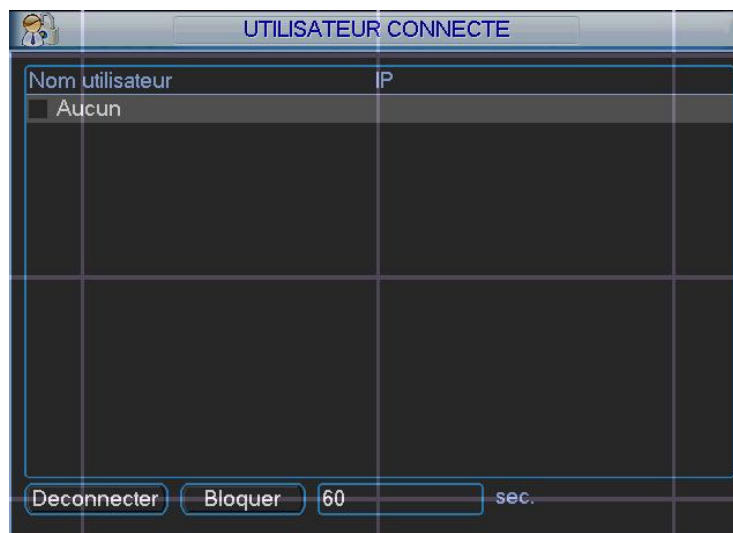 UTILISATEUR CONNECTE
Nom utilisateur IP
Aucun
Deconnecter Bloquer 60 sec.